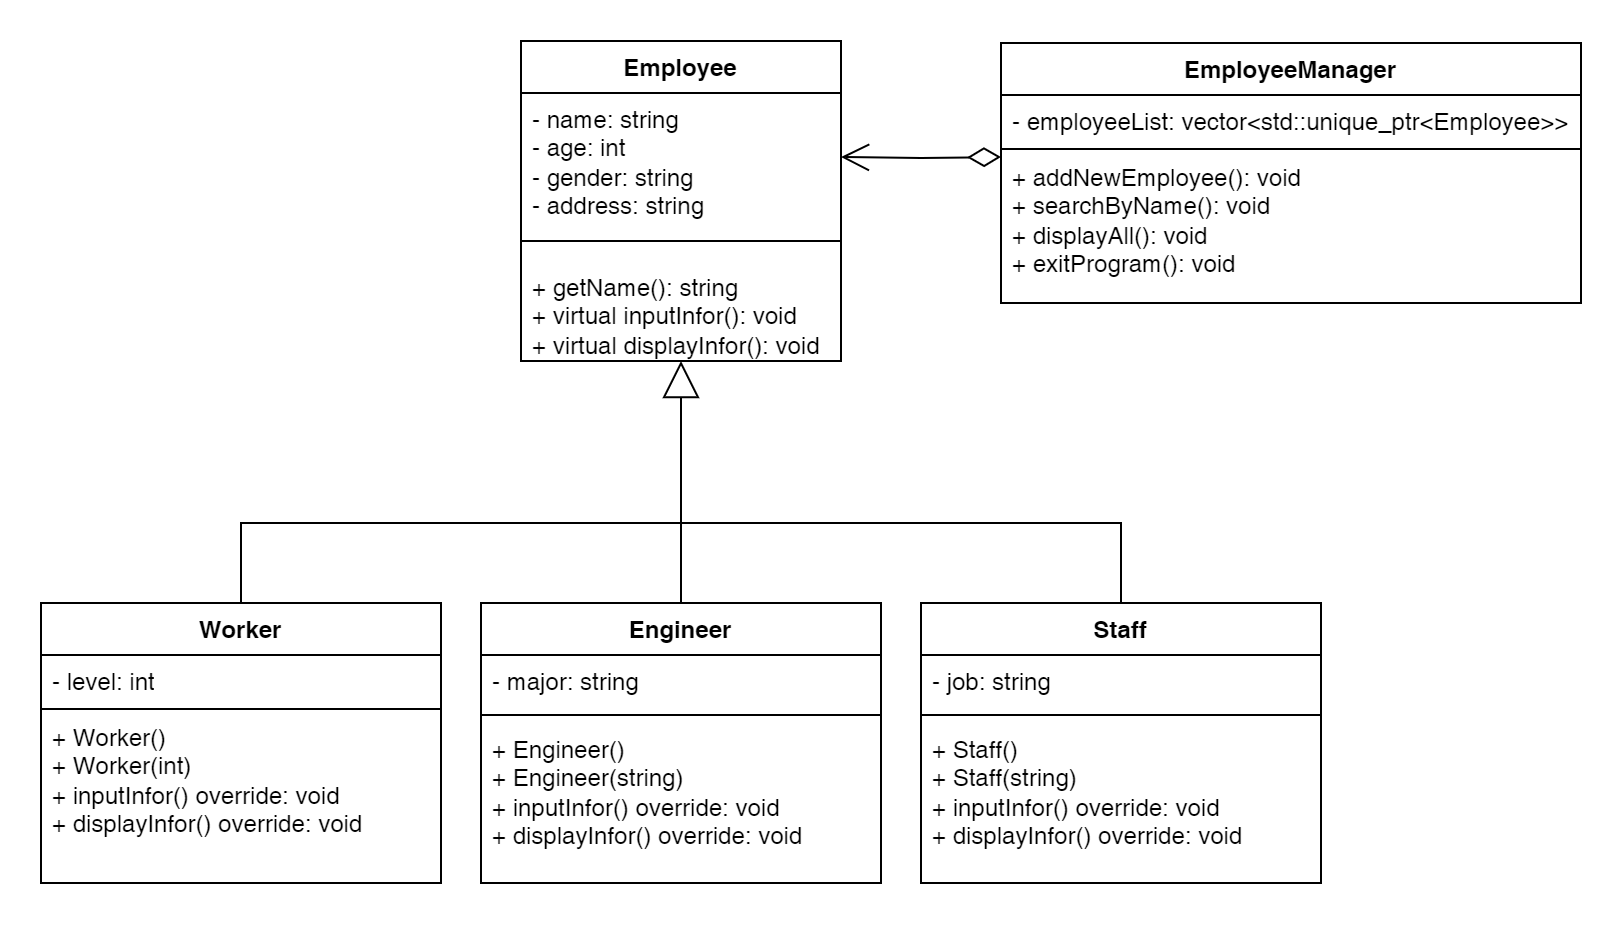 Employee
- name: string
- age: int
- gender: string
- address: string
+ getName(): string
+ virtual inputInfor(): void
+ virtual displayInfor(): void
EmployeeManager
- employeeList: vector<std::unique_ptr<Employee>>
+ addNewEmployee(): void
+ searchByName(): void
+ displayAll(): void
+ exitProgram(): void
Worker
- level: int
+ Worker()
+ Worker(int)
+ inputInfor() override: void
+ displayInfor() override: void
Engineer
- major: string
+ Engineer()
+ Engineer(string)
+ inputInfor() override: void
+ displayInfor() override: void
Staff
- job: string
+ Staff()
+ Staff(string)
+ inputInfor() override: void
+ displayInfor() override: void